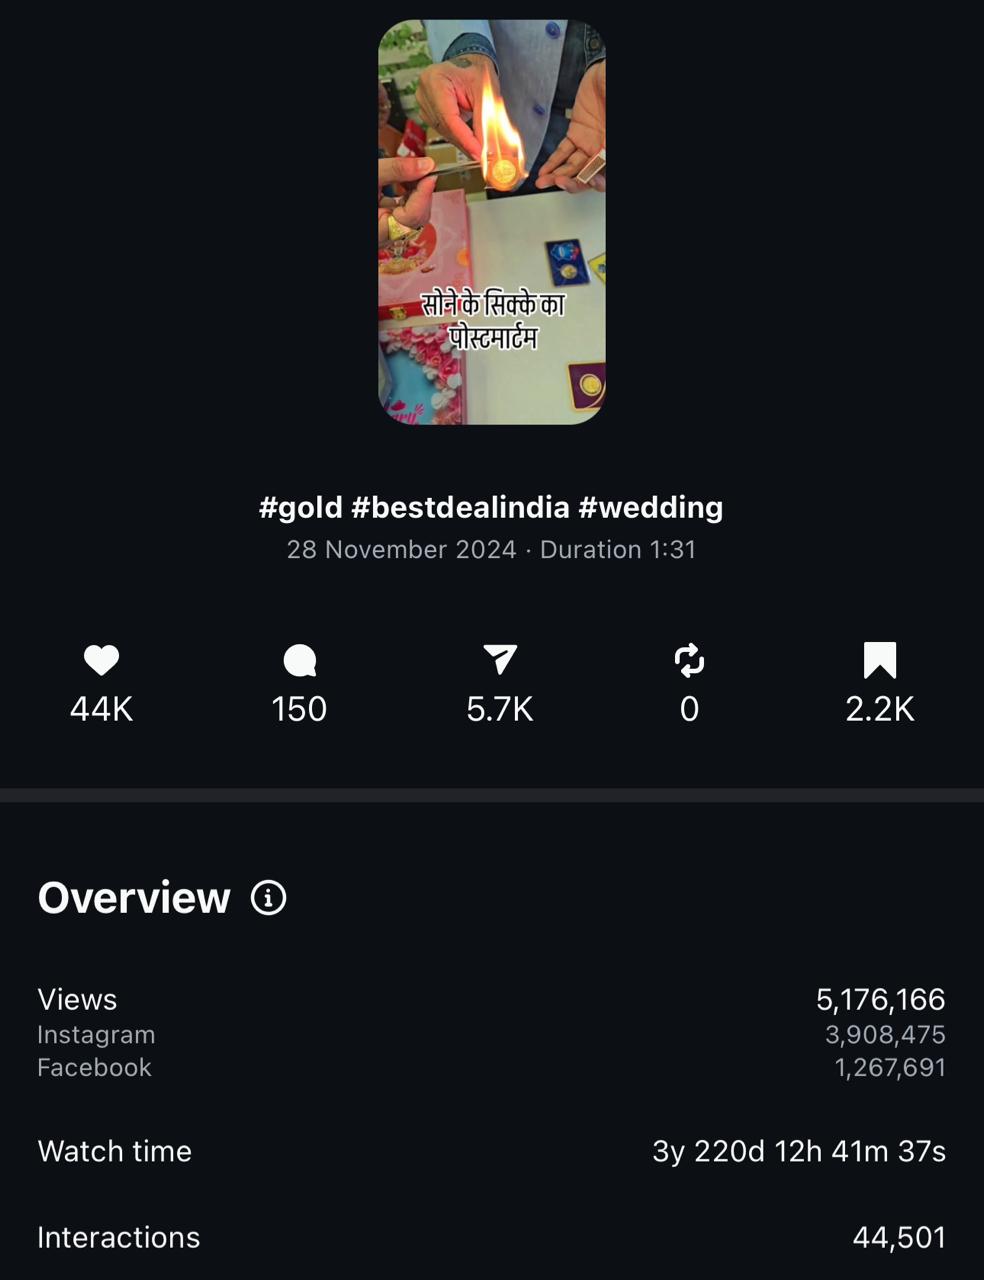 सोने के सिक्के का
पोस्टमार्टम
#gold #bestdealindia #wedding
28 November 2024 · Duration 1:31
44K 150 5.7K 0 2.2K
Overview
Views 5,176,166
Instagram 3,908,475
Facebook 1,267,691
Watch time 3y 220d 12h 41m 37s
Interactions 44,501